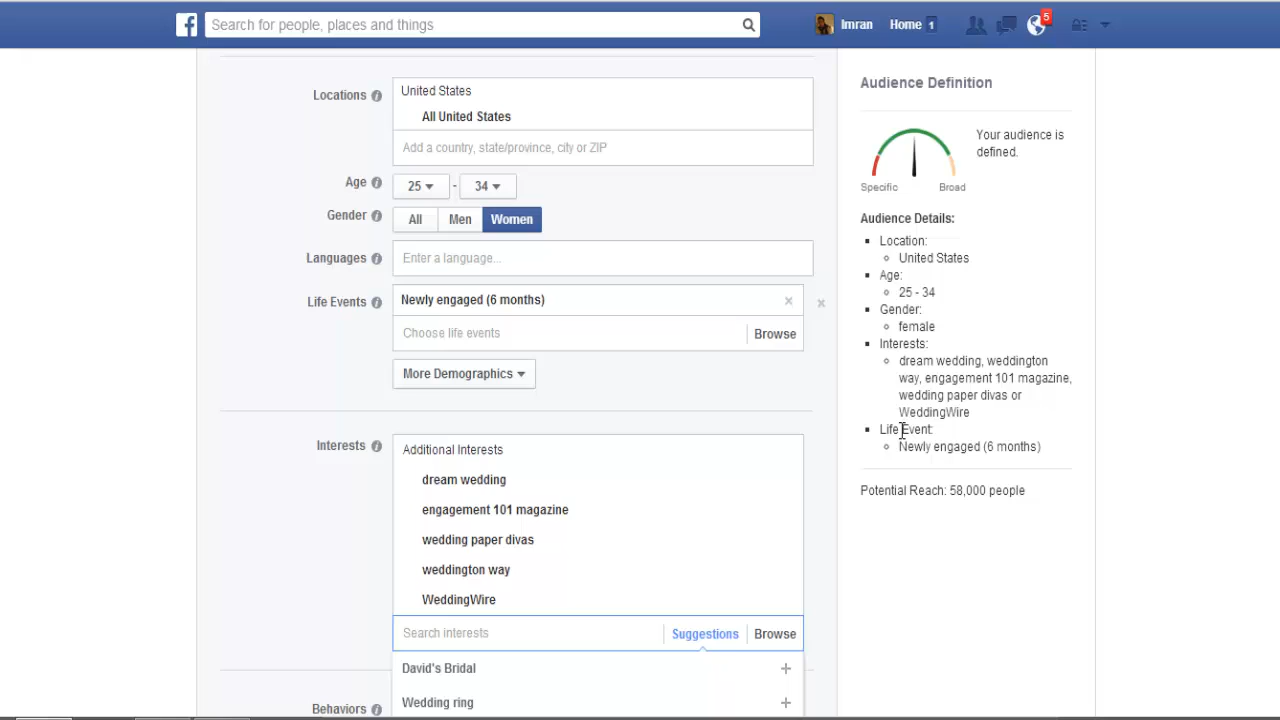 f Search for people, places and things Imran Home 1 5
Locations i United States
All United States
Add a country, state/province, city or ZIP
Age i 25 - 34
Gender i All Men Women
Languages i Enter a language...
Life Events i Newly engaged (6 months) × ×
Choose life events Browse
More Demographics
Interests i Additional Interests
dream wedding
engagement 101 magazine
wedding paper divas
weddington way
WeddingWire
Search interests Suggestions Browse
David's Bridal +
Wedding ring +
Behaviors i
Audience Definition
Your audience is
defined.
Specific Broad
Audience Details:
Location:
United States
Age:
25 - 34
Gender:
female
Interests:
dream wedding, weddington
way, engagement 101 magazine,
wedding paper divas or
WeddingWire
Life Event:
Newly engaged (6 months)
Potential Reach: 58,000 people